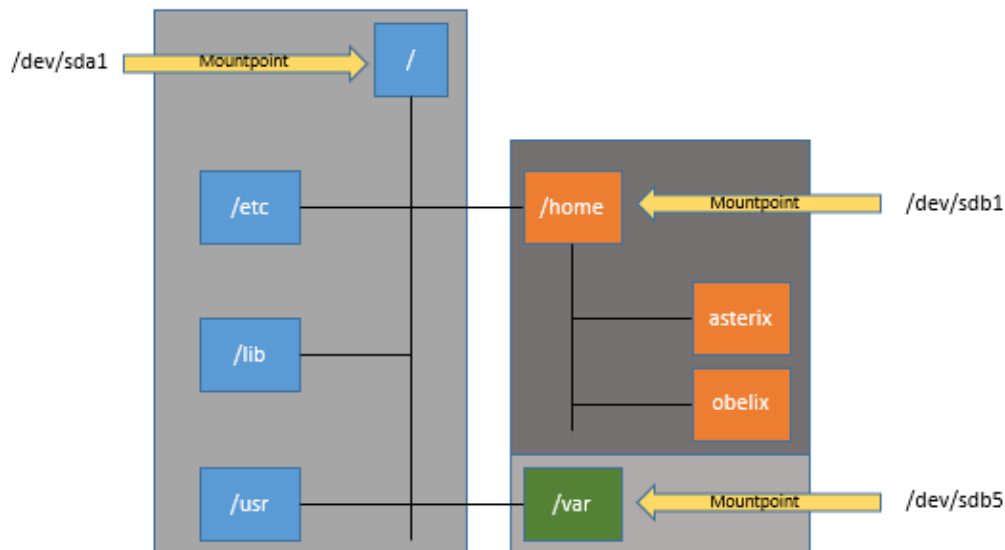 /dev/sda1
Mountpoint
/
/etc
/home
Mountpoint
/dev/sdb1
asterix
/lib
obelix
/usr
/var
Mountpoint
/dev/sdb5